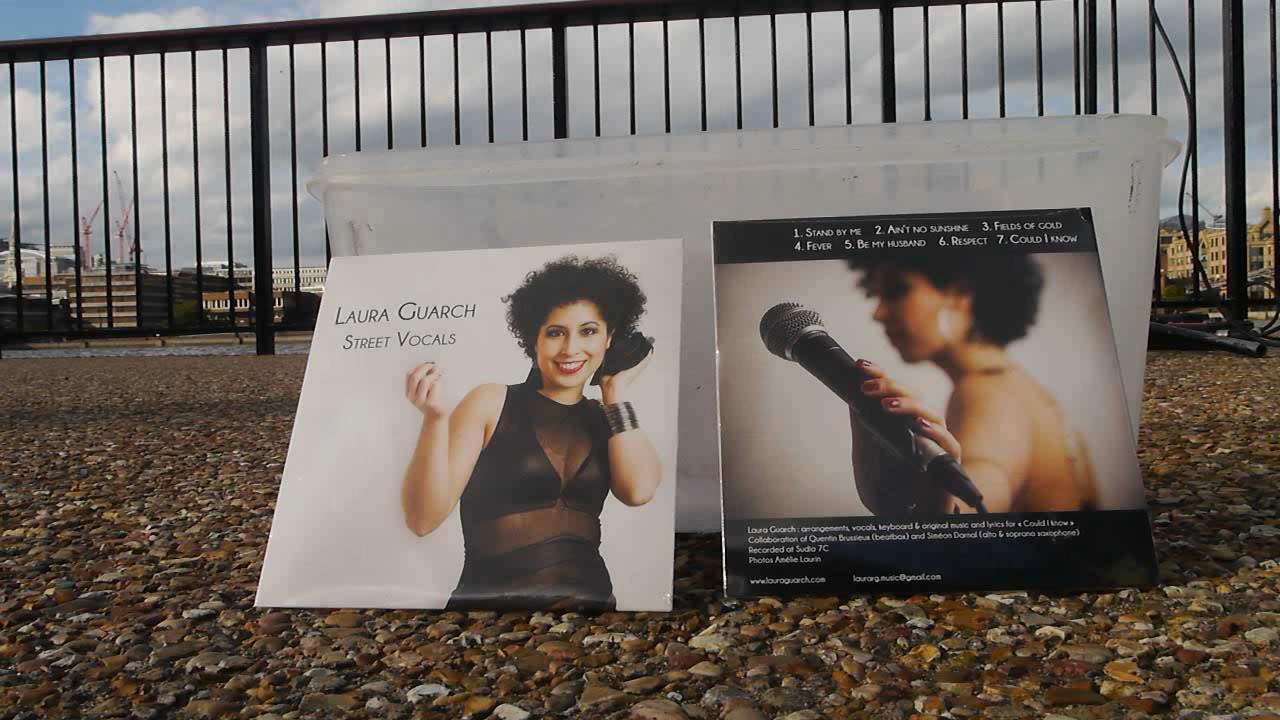 LAURA GUARCH
STREET VOCALS
1. STAND BY ME 2. AIN'T NO SUNSHINE 3. FIELDS OF GOLD
4. FEVER 5. BE MY HUSBAND 6. RESPECT 7. COULD I KNOW
Laura Guarch : arrangements, vocals, keyboard & original music and lyrics for « Could I know »
Collaboration of Quentin Brussieux (beatbox) and Siméon Darnal (alto & soprano saxophone)
Recorded at Sudio 7C
Photos Amélie Laurin
www.lauraguarch.com laurarg.music@gmail.com